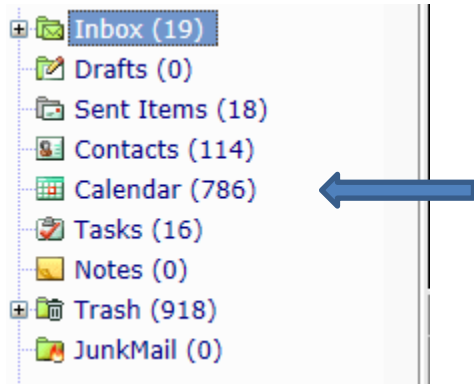 Inbox (19)
Drafts (0)
Sent Items (18)
Contacts (114)
Calendar (786)
Tasks (16)
Notes (0)
Trash (918)
JunkMail (0)